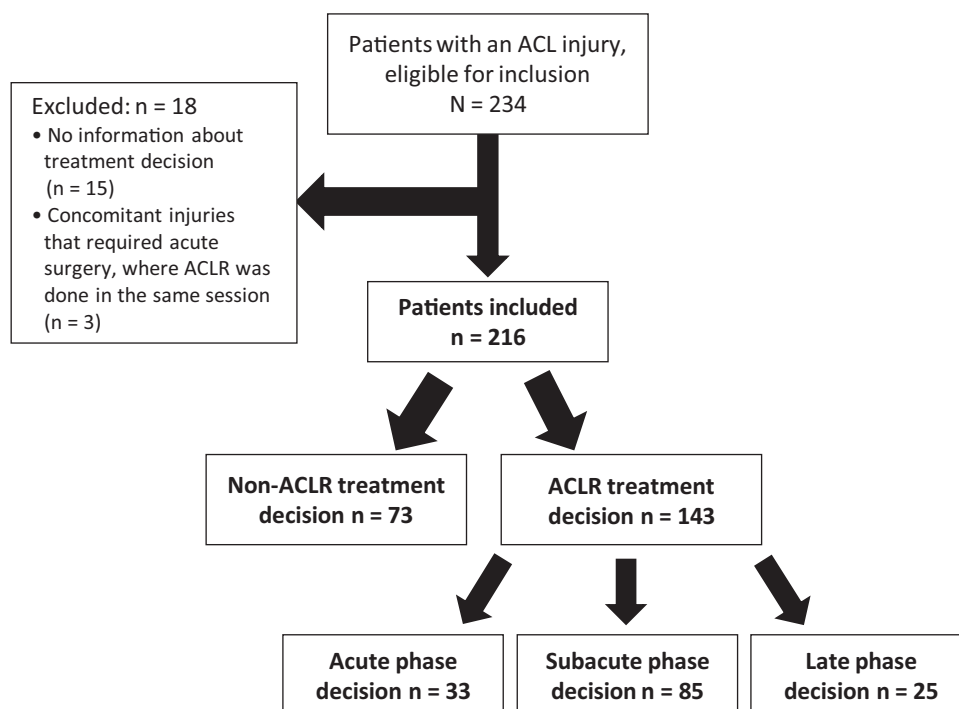 Patients with an ACL injury,
eligible for inclusion
N = 234
Excluded: n = 18
• No information about
treatment decision
(n = 15)
• Concomitant injuries
that required acute
surgery, where ACLR was
done in the same session
(n = 3)
Patients included
n = 216
Non-ACLR treatment
decision n = 73
ACLR treatment
decision n = 143
Acute phase
decision n = 33
Subacute phase
decision n = 85
Late phase
decision n = 25